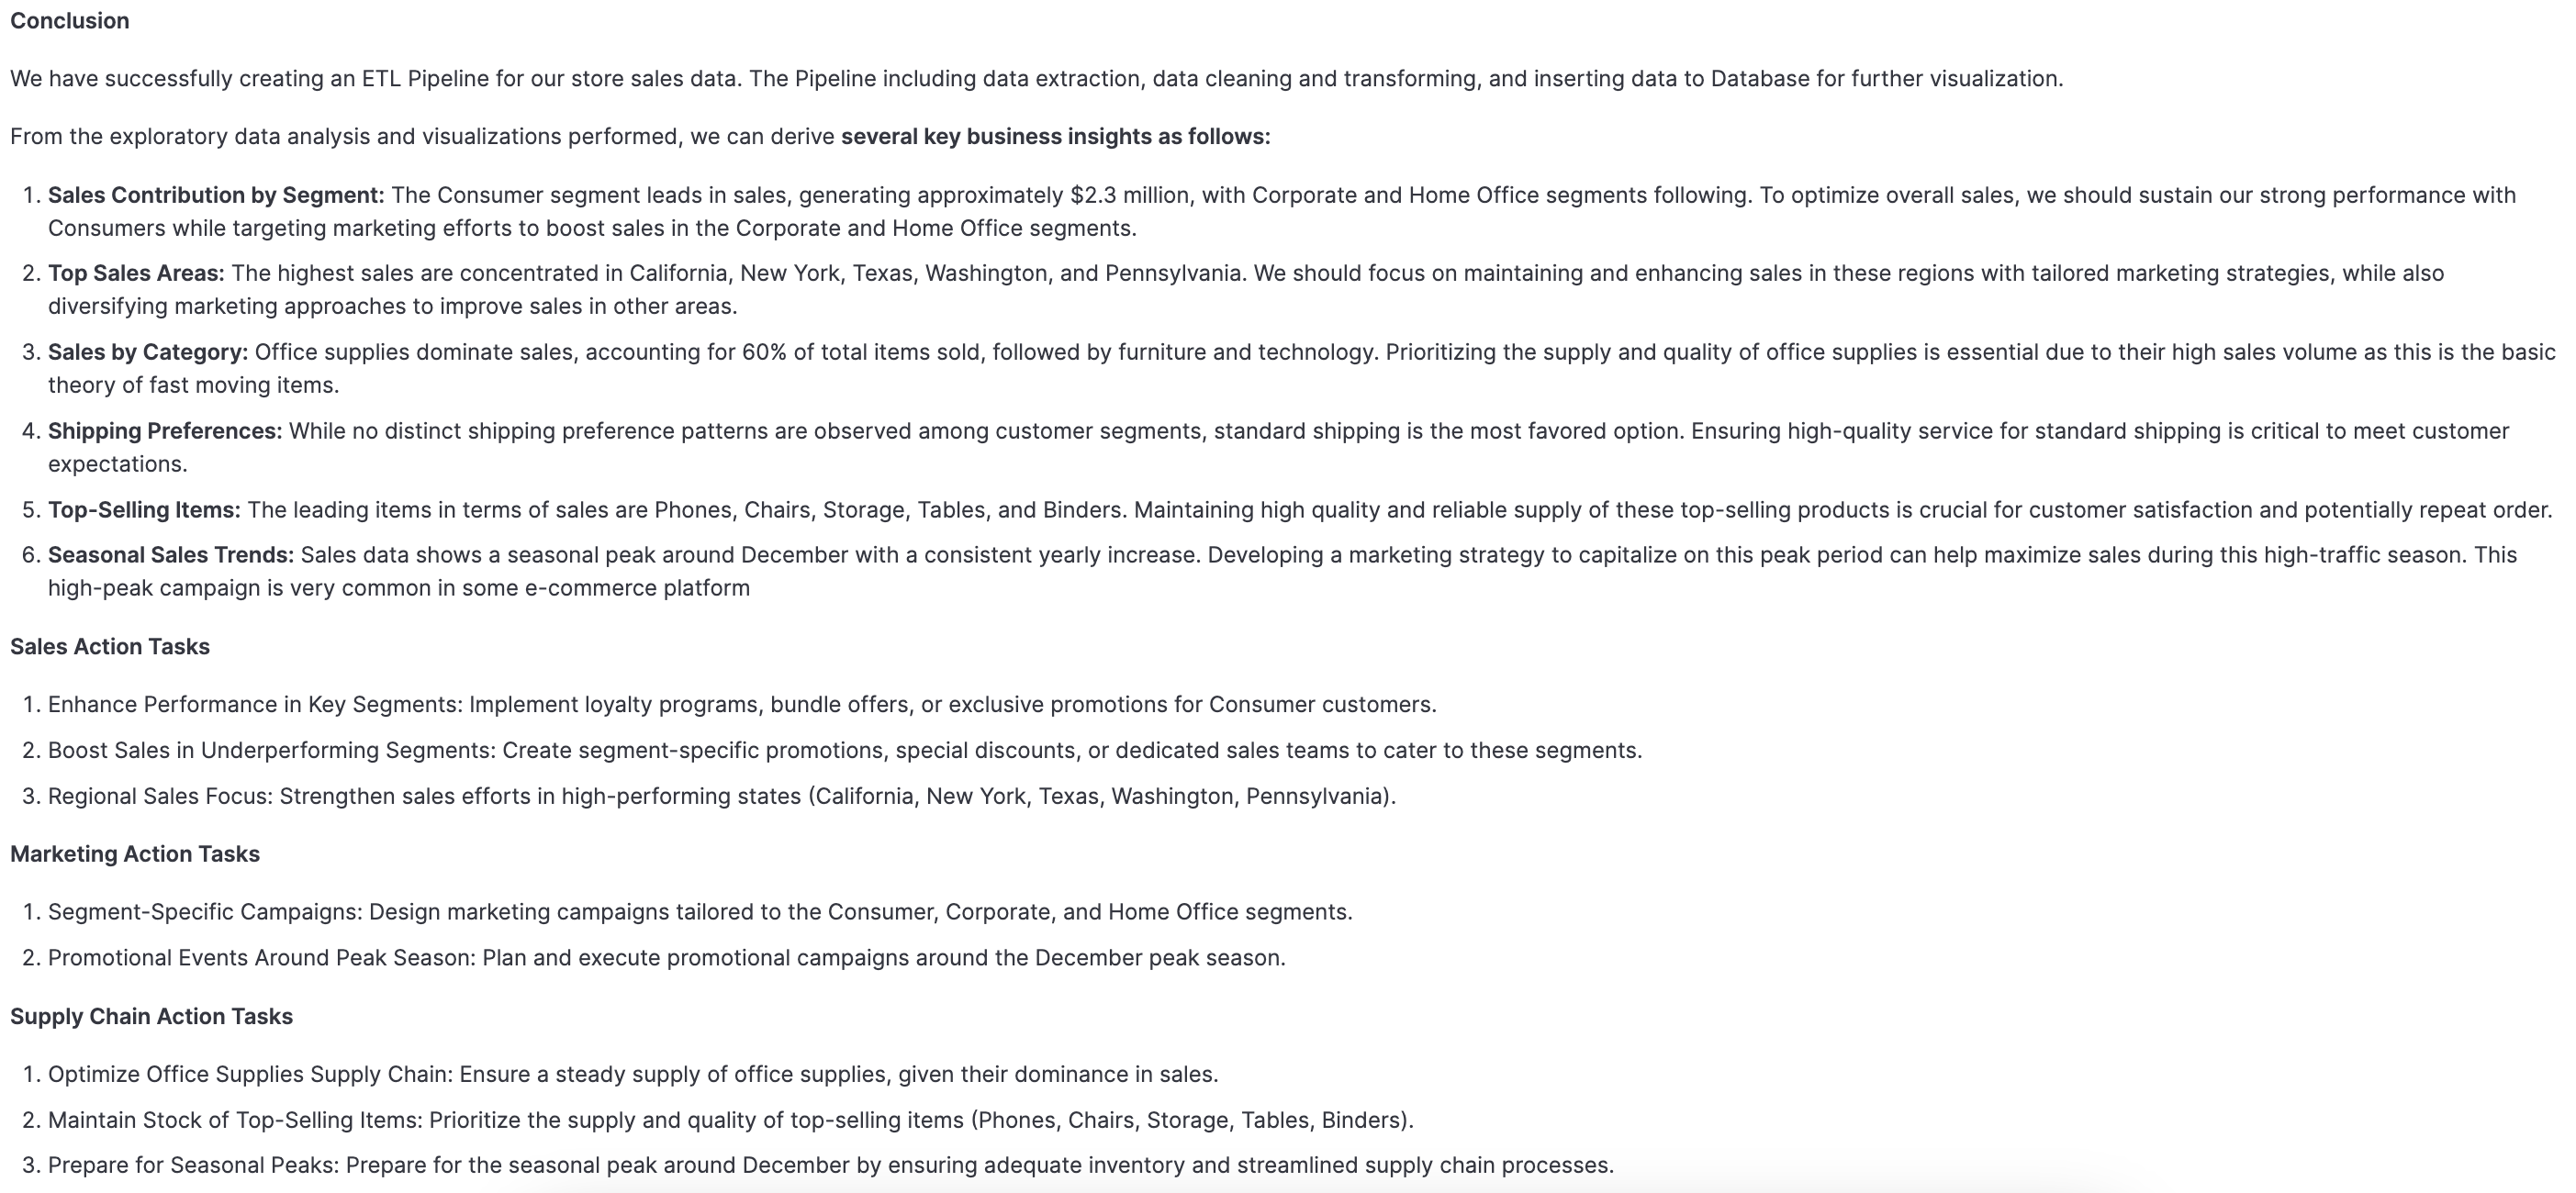 Conclusion
We have successfully creating an ETL Pipeline for our store sales data. The Pipeline including data extraction, data cleaning and transforming, and inserting data to Database for further visualization.
From the exploratory data analysis and visualizations performed, we can derive several key business insights as follows:
1. Sales Contribution by Segment: The Consumer segment leads in sales, generating approximately $2.3 million, with Corporate and Home Office segments following. To optimize overall sales, we should sustain our strong performance with
Consumers while targeting marketing efforts to boost sales in the Corporate and Home Office segments.
2. Top Sales Areas: The highest sales are concentrated in California, New York, Texas, Washington, and Pennsylvania. We should focus on maintaining and enhancing sales in these regions with tailored marketing strategies, while also
diversifying marketing approaches to improve sales in other areas.
3. Sales by Category: Office supplies dominate sales, accounting for 60% of total items sold, followed by furniture and technology. Prioritizing the supply and quality of office supplies is essential due to their high sales volume as this is the basic
theory of fast moving items.
4. Shipping Preferences: While no distinct shipping preference patterns are observed among customer segments, standard shipping is the most favored option. Ensuring high-quality service for standard shipping is critical to meet customer
expectations.
5. Top-Selling Items: The leading items in terms of sales are Phones, Chairs, Storage, Tables, and Binders. Maintaining high quality and reliable supply of these top-selling products is crucial for customer satisfaction and potentially repeat order.
6. Seasonal Sales Trends: Sales data shows a seasonal peak around December with a consistent yearly increase. Developing a marketing strategy to capitalize on this peak period can help maximize sales during this high-traffic season. This
high-peak campaign is very common in some e-commerce platform
Sales Action Tasks
1. Enhance Performance in Key Segments: Implement loyalty programs, bundle offers, or exclusive promotions for Consumer customers.
2. Boost Sales in Underperforming Segments: Create segment-specific promotions, special discounts, or dedicated sales teams to cater to these segments.
3. Regional Sales Focus: Strengthen sales efforts in high-performing states (California, New York, Texas, Washington, Pennsylvania).
Marketing Action Tasks
1. Segment-Specific Campaigns: Design marketing campaigns tailored to the Consumer, Corporate, and Home Office segments.
2. Promotional Events Around Peak Season: Plan and execute promotional campaigns around the December peak season.
Supply Chain Action Tasks
1. Optimize Office Supplies Supply Chain: Ensure a steady supply of office supplies, given their dominance in sales.
2. Maintain Stock of Top-Selling Items: Prioritize the supply and quality of top-selling items (Phones, Chairs, Storage, Tables, Binders).
3. Prepare for Seasonal Peaks: Prepare for the seasonal peak around December by ensuring adequate inventory and streamlined supply chain processes.